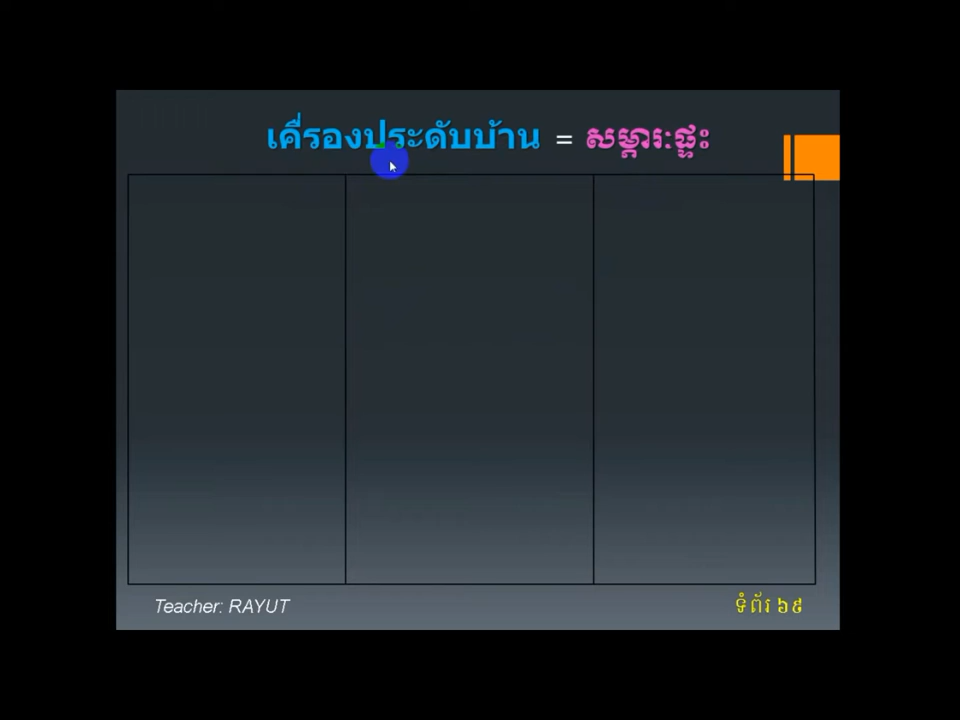 เคื่รองประดับบ้าน = សម្ភារៈផ្ទះ
Teacher: RAYUT
ទំព័រ ៦៩